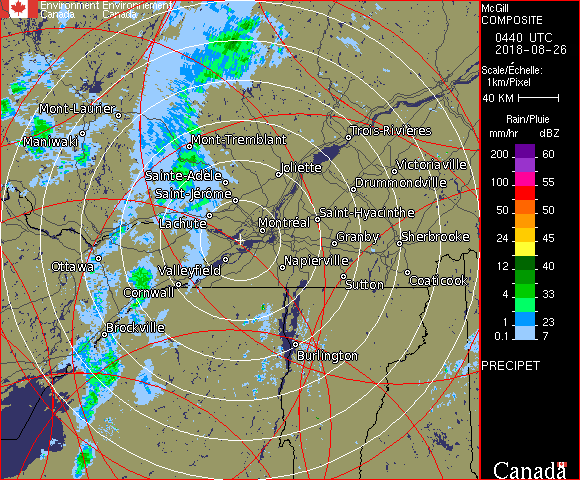 Environment Environnement
Canada Canada
McGill
COMPOSITE
0440 UTC
2018-08-26
Scale/Échelle:
1km/Pixel
40 KM
Rain/Pluie
mm/hr dBZ
200 60
100 55
50 50
24 45
12 40
4 33
1 23
0.1 7
PRECIPET
Canada
Mont-Laurier
Maniwaki
Mont-Tremblant
Trois-Rivières
Victoriaville
Joliette
Sainte-Adèle
Drummondville
Saint-Jérôme
Saint-Hyacinthe
Lachute
Montréal
Granby
Sherbrooke
Ottawa
Valleyfield
Napierville
Coaticook
Sutton
Cornwall
Brockville
Burlington